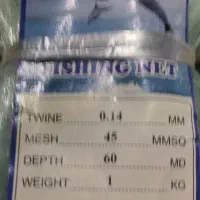 FISHING NET
TWINE 0.14 MM
MESH 45 MMSQ
DEPTH 60 MD
WEIGHT 1 KG